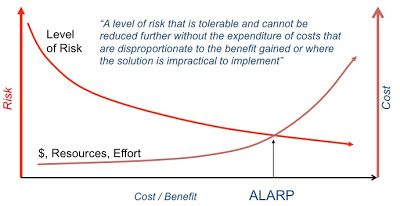 Level
of Risk
“A level of risk that is tolerable and cannot be
reduced further without the expenditure of costs that
are disproportionate to the benefit gained or where
the solution is impractical to implement”
Risk
Cost
$, Resources, Effort
Cost / Benefit
ALARP